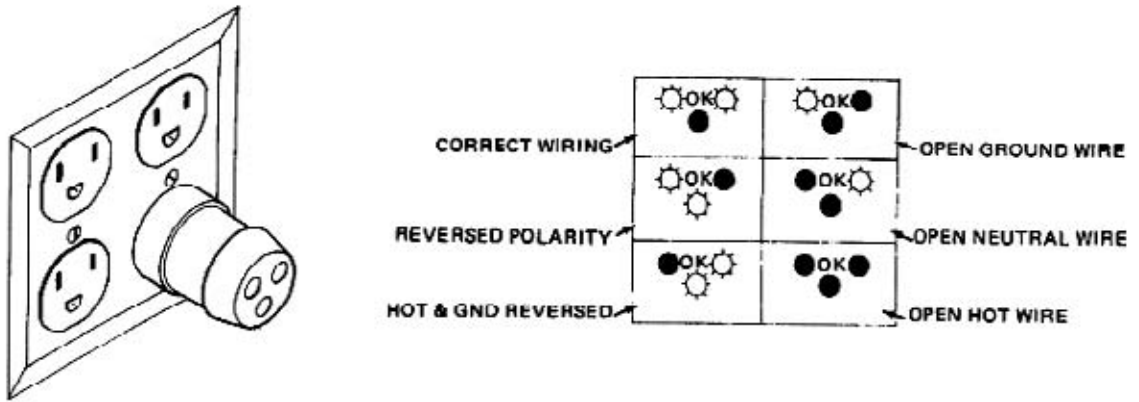 OK OK
CORRECT WIRING OPEN GROUND WIRE
OK OK
REVERSED POLARITY OPEN NEUTRAL WIRE
OK OK
HOT & GND REVERSED OPEN HOT WIRE